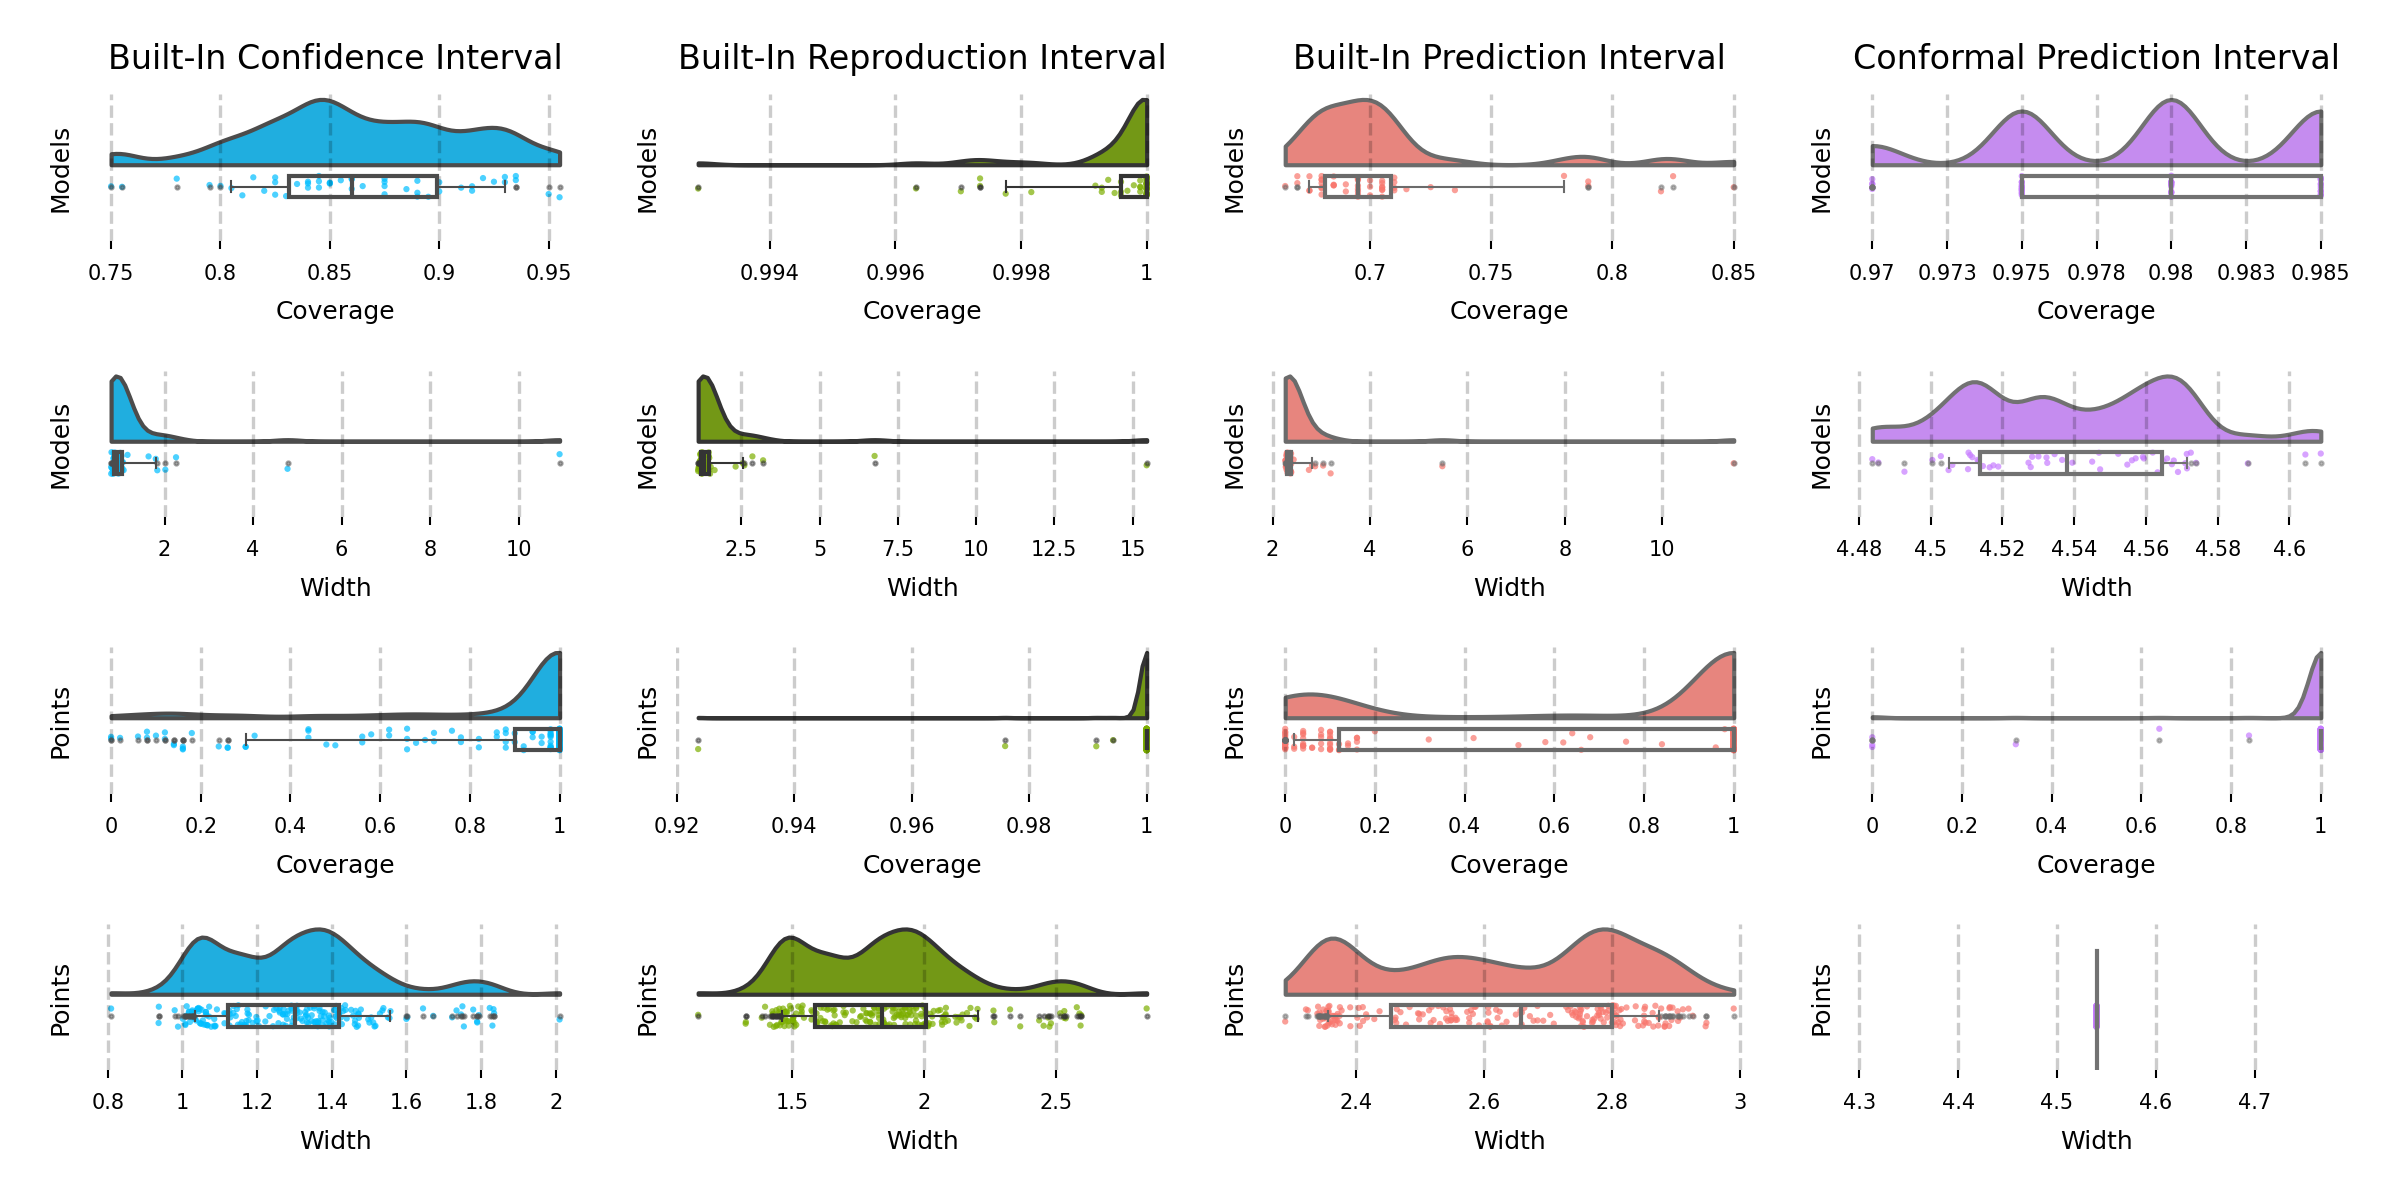 Built-In Confidence Interval Built-In Reproduction Interval Built-In Prediction Interval Conformal Prediction Interval
Models Models Models Models
0.75 0.8 0.85 0.9 0.95 0.994 0.996 0.998 1 0.7 0.75 0.8 0.85 0.97 0.973 0.975 0.978 0.98 0.983 0.985
Coverage Coverage Coverage Coverage
Models Models Models Models
2 4 6 8 10 2.5 5 7.5 10 12.5 15 2 4 6 8 10 4.48 4.5 4.52 4.54 4.56 4.58 4.6
Width Width Width Width
Points Points Points Points
0 0.2 0.4 0.6 0.8 1 0.92 0.94 0.96 0.98 1 0 0.2 0.4 0.6 0.8 1 0 0.2 0.4 0.6 0.8 1
Coverage Coverage Coverage Coverage
Points Points Points Points
0.8 1 1.2 1.4 1.6 1.8 2 1.5 2 2.5 2.4 2.6 2.8 3 4.3 4.4 4.5 4.6 4.7
Width Width Width Width